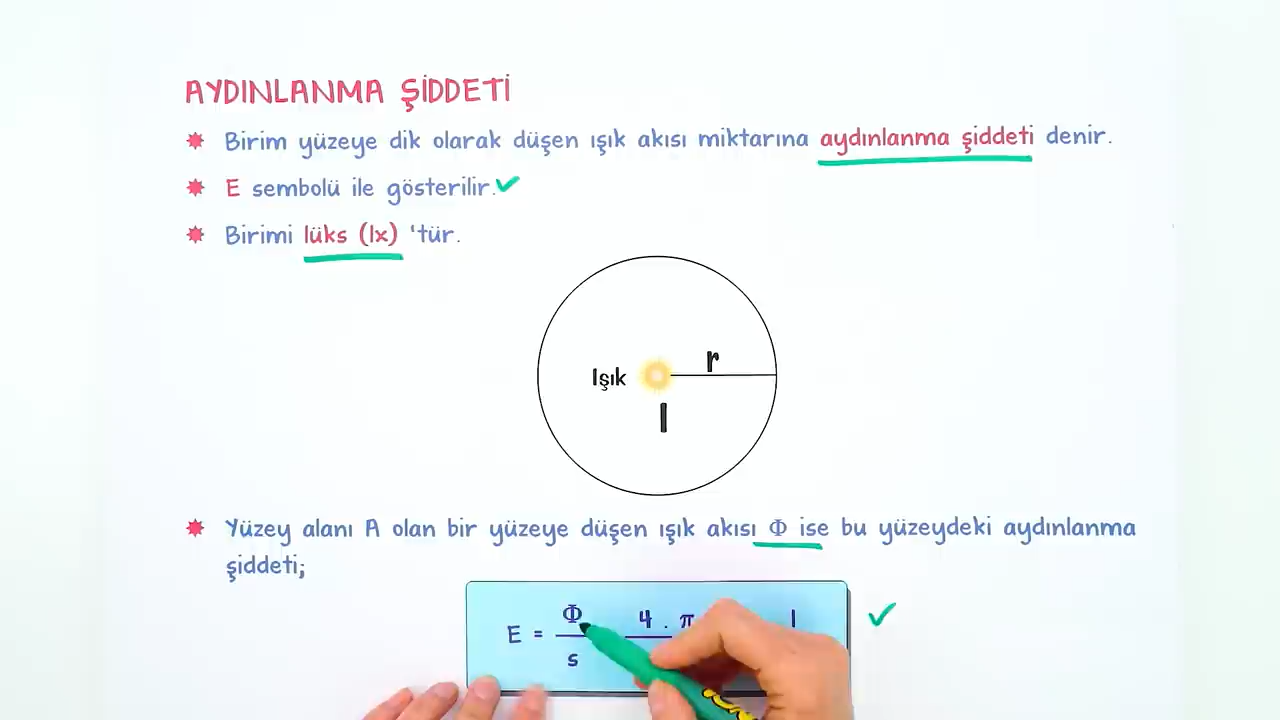 AYDINLANMA ŞİDDETİ
Birim yüzeye dik olarak düşen ışık akısı miktarına aydınlanma şiddeti denir.
E sembolü ile gösterilir.
Birimi lüks (lx) 'tür.
r
Işık
I
Yüzey alanı A olan bir yüzeye düşen ışık akısı Φ ise bu yüzeydeki aydınlanma
şiddeti;
E = Φ 4 . π I
s